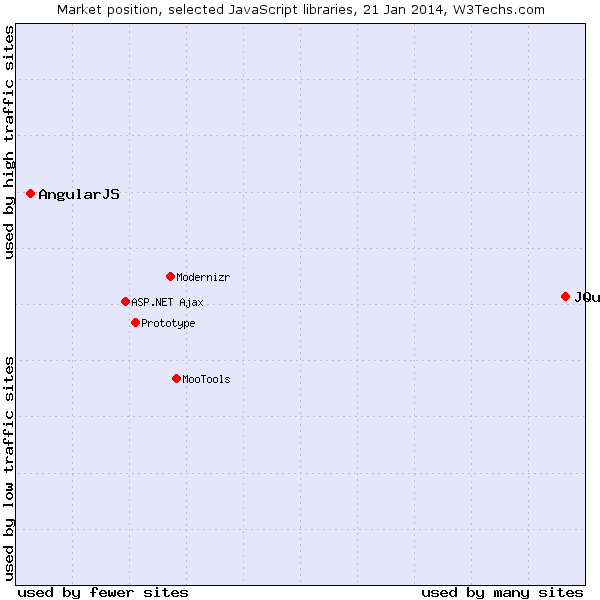 Market position, selected JavaScript libraries, 21 Jan 2014, W3Techs.com
used by high traffic sites
AngularJS
Modernizr
JQu
ASP.NET Ajax
Prototype
MooTools
used by low traffic sites
used by fewer sites
used by many sites